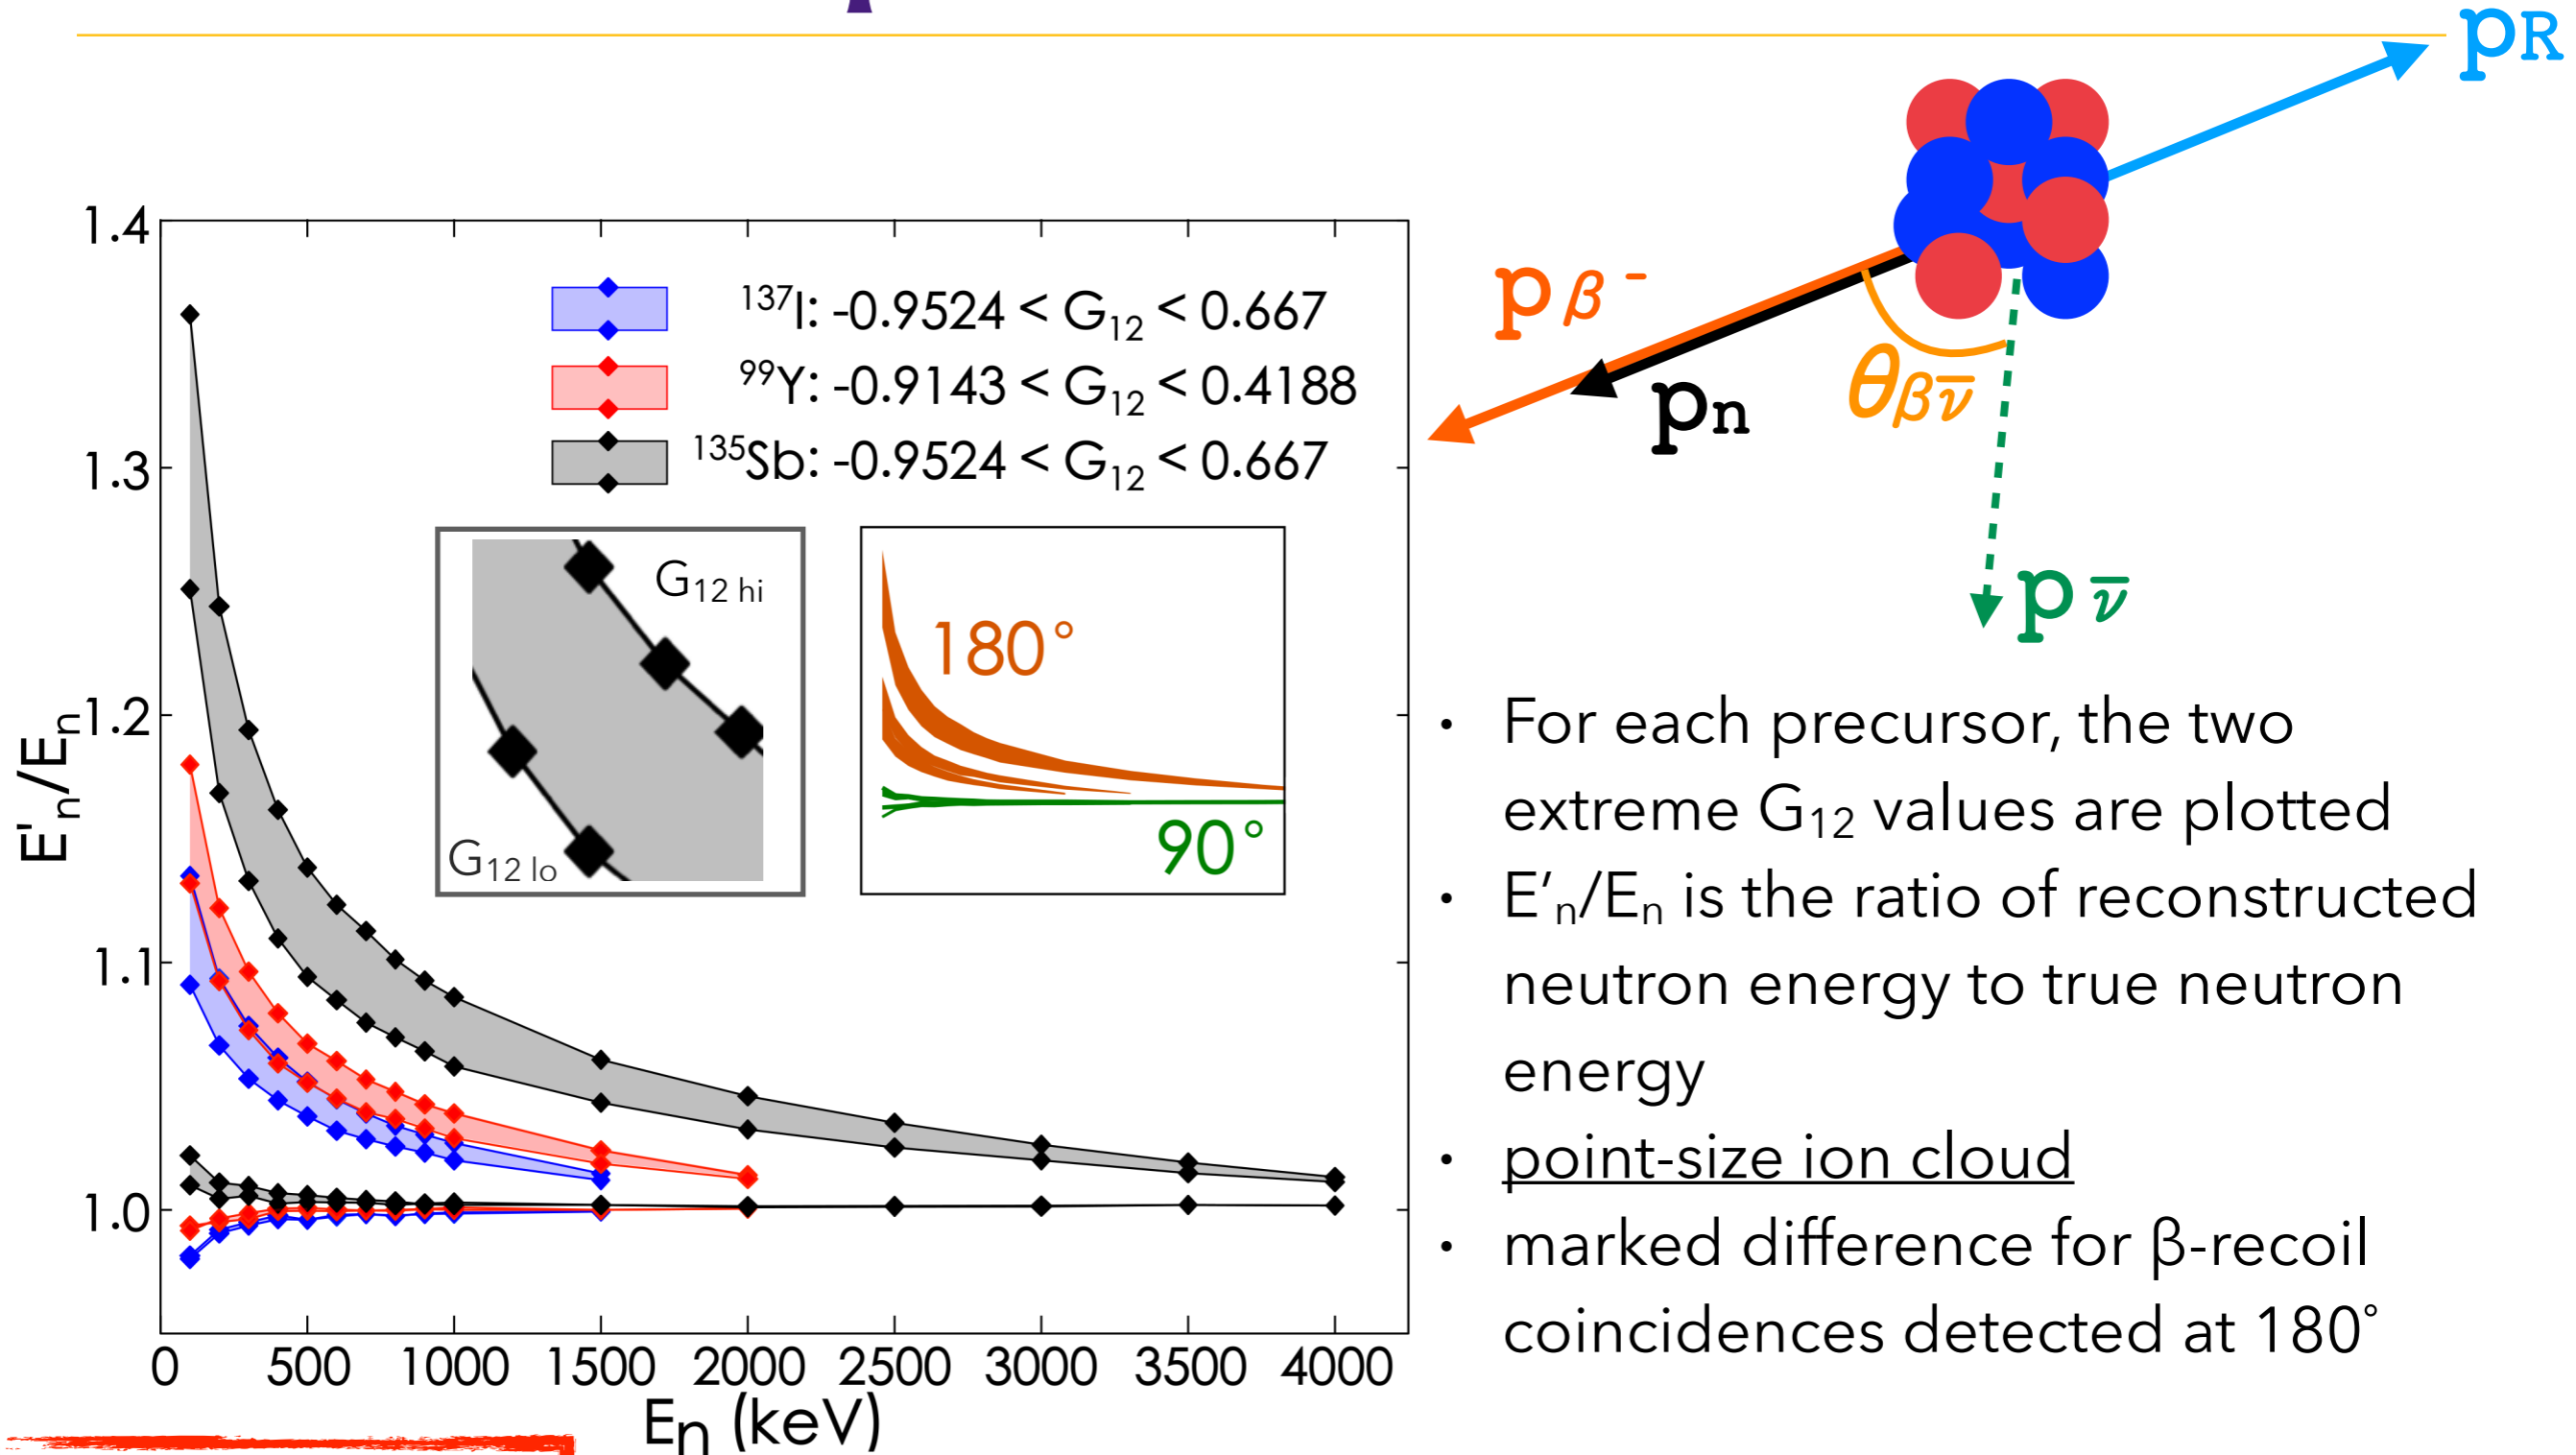 pR
1.4
¹³⁷I: -0.9524 < G₁₂ < 0.667
⁹⁹Y: -0.9143 < G₁₂ < 0.4188
¹³⁵Sb: -0.9524 < G₁₂ < 0.667
1.3
1.2
1.1
1.0
E'ₙ/Eₙ
G₁₂ hi
G₁₂ lo
180°
90°
0 500 1000 1500 2000 2500 3000 3500 4000
Eₙ (keV)
pβ⁻
pn
θβν̅
pν̅
• For each precursor, the two
extreme G₁₂ values are plotted
• E’ₙ/Eₙ is the ratio of reconstructed
neutron energy to true neutron
energy
• point-size ion cloud
• marked difference for β-recoil
coincidences detected at 180°